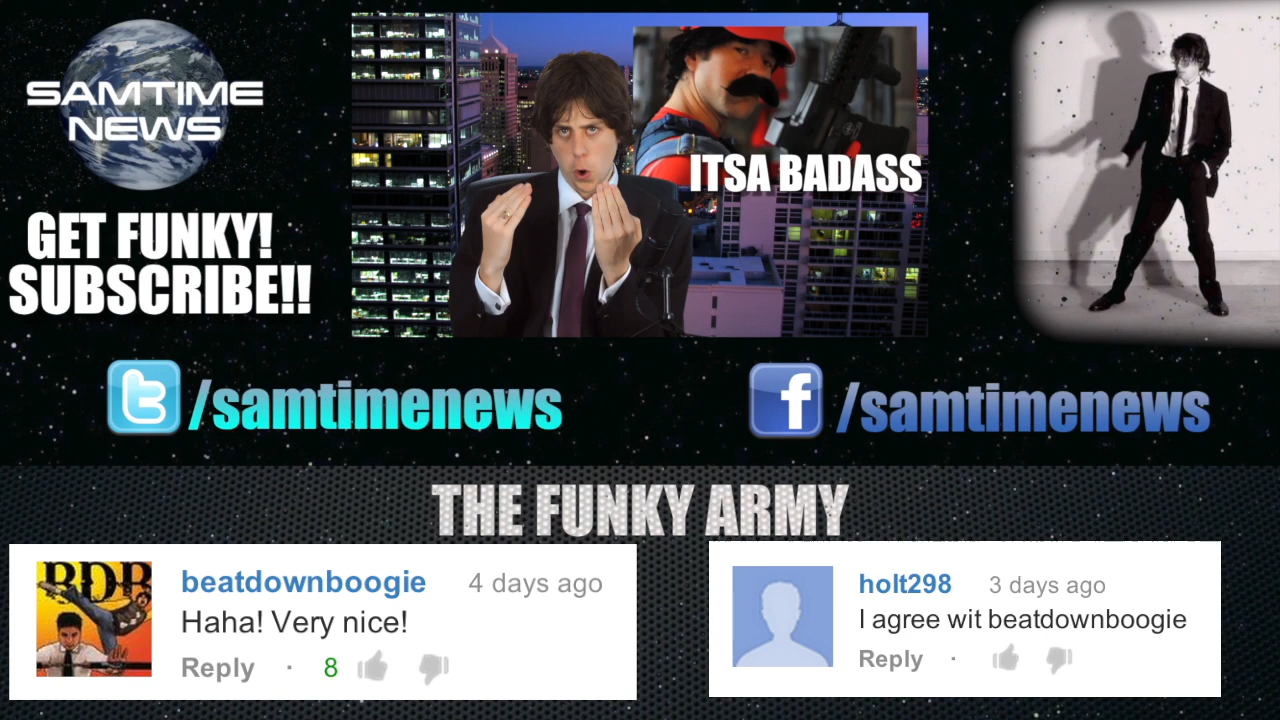 SAMTIME
NEWS
GET FUNKY!
SUBSCRIBE!!
ITSA BADASS
/samtimenews
/samtimenews
THE FUNKY ARMY
BDB
beatdownboogie 4 days ago
Haha! Very nice!
Reply · 8
holt298 3 days ago
I agree wit beatdownboogie
Reply ·